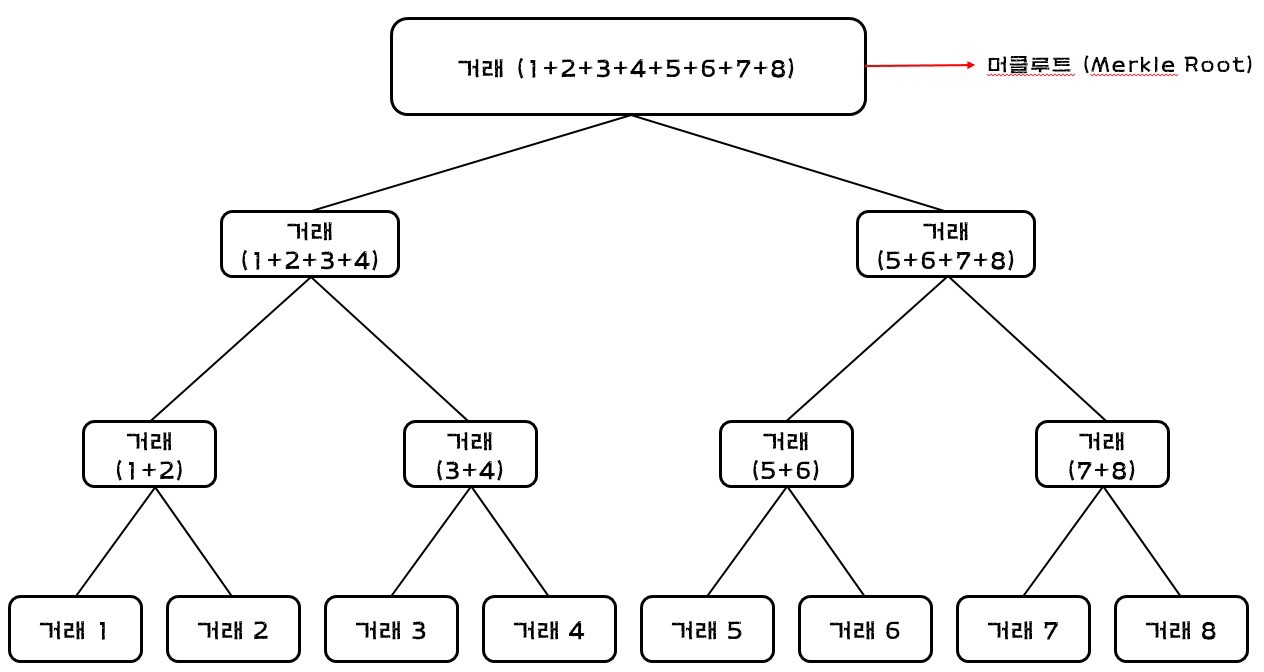 거래 (1+2+3+4+5+6+7+8)
머클루트 (Merkle Root)
거래
(1+2+3+4)
거래
(5+6+7+8)
거래
(1+2)
거래
(3+4)
거래
(5+6)
거래
(7+8)
거래 1
거래 2
거래 3
거래 4
거래 5
거래 6
거래 7
거래 8